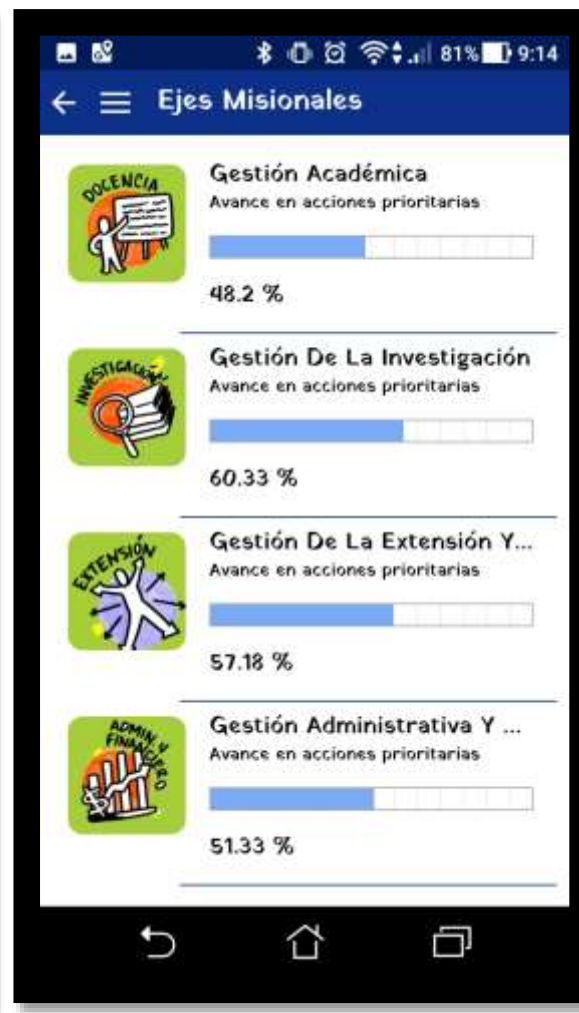 81% 9:14
Ejes Misionales
DOCENCIA
Gestión Académica
Avance en acciones prioritarias
48.2 %
INVESTIGACIÓN
Gestión De La Investigación
Avance en acciones prioritarias
60.33 %
EXTENSIÓN
Gestión De La Extensión Y...
Avance en acciones prioritarias
57.18 %
ADMIN Y
FINANCIERO
Gestión Administrativa Y ...
Avance en acciones prioritarias
51.33 %